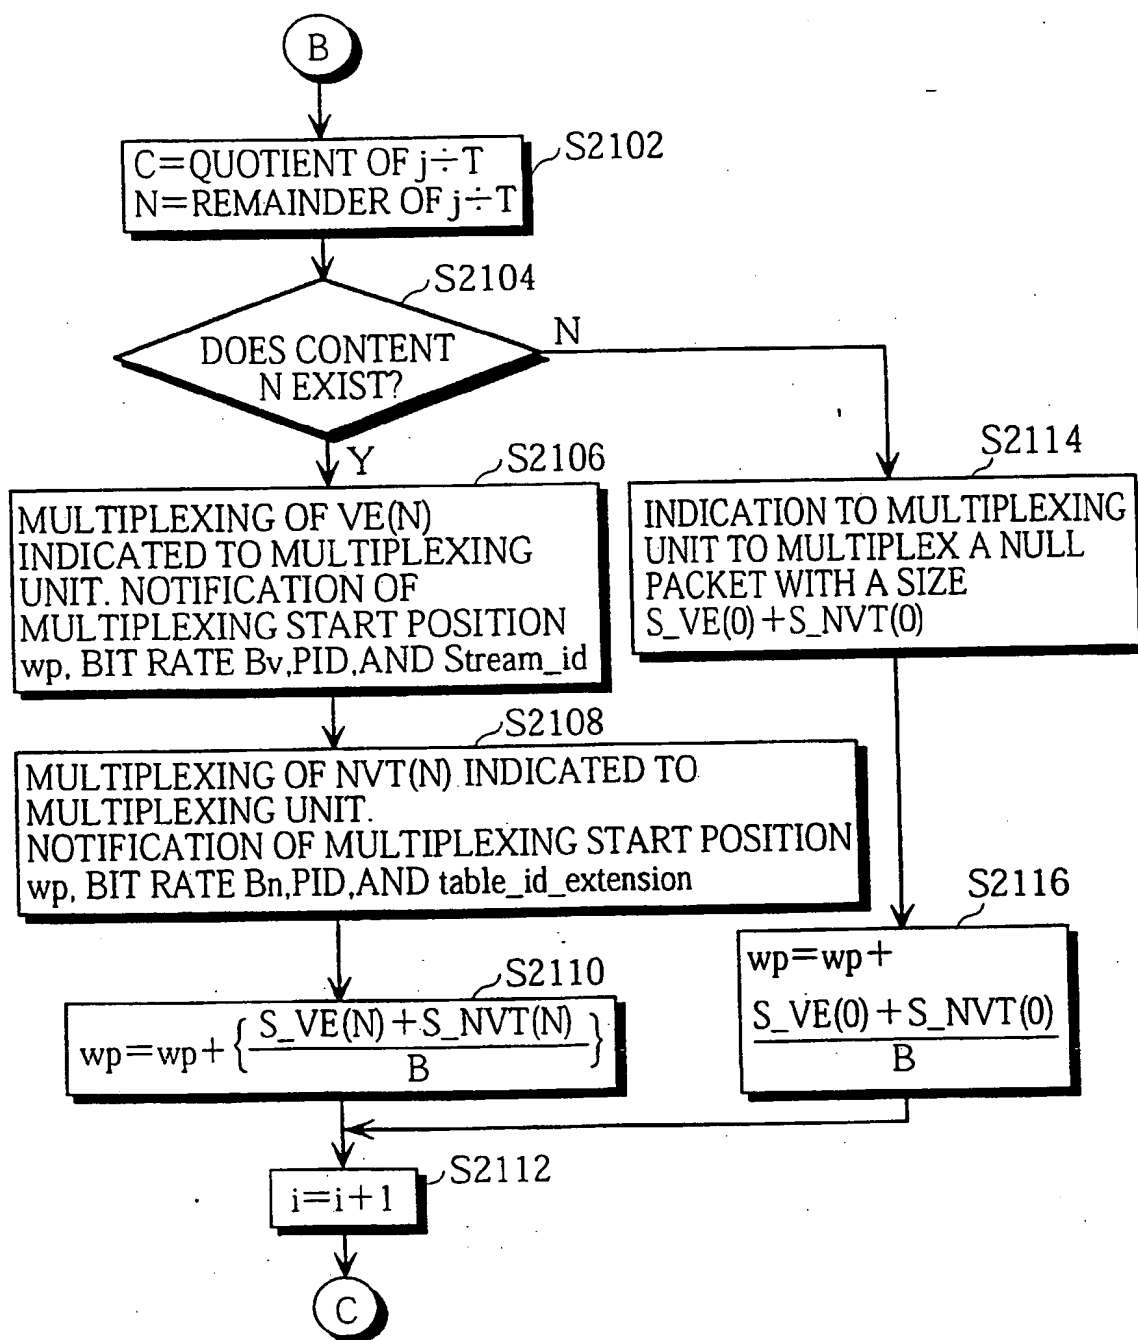 B
C=QUOTIENT OF j÷T
N=REMAINDER OF j÷T
S2102
S2104
DOES CONTENT
N EXIST?
N
Y
S2106
MULTIPLEXING OF VE(N)
INDICATED TO MULTIPLEXING
UNIT. NOTIFICATION OF
MULTIPLEXING START POSITION
wp, BIT RATE Bv,PID,AND Stream_id
S2114
INDICATION TO MULTIPLEXING
UNIT TO MULTIPLEX A NULL
PACKET WITH A SIZE
S_VE(0)+S_NVT(0)
S2108
MULTIPLEXING OF NVT(N) INDICATED TO
MULTIPLEXING UNIT.
NOTIFICATION OF MULTIPLEXING START POSITION
wp, BIT RATE Bn,PID,AND table_id_extension
S2110
wp=wp+{S_VE(N)+S_NVT(N)
B}
S2116
wp=wp+
S_VE(0)+S_NVT(0)
B
S2112
i=i+1
C